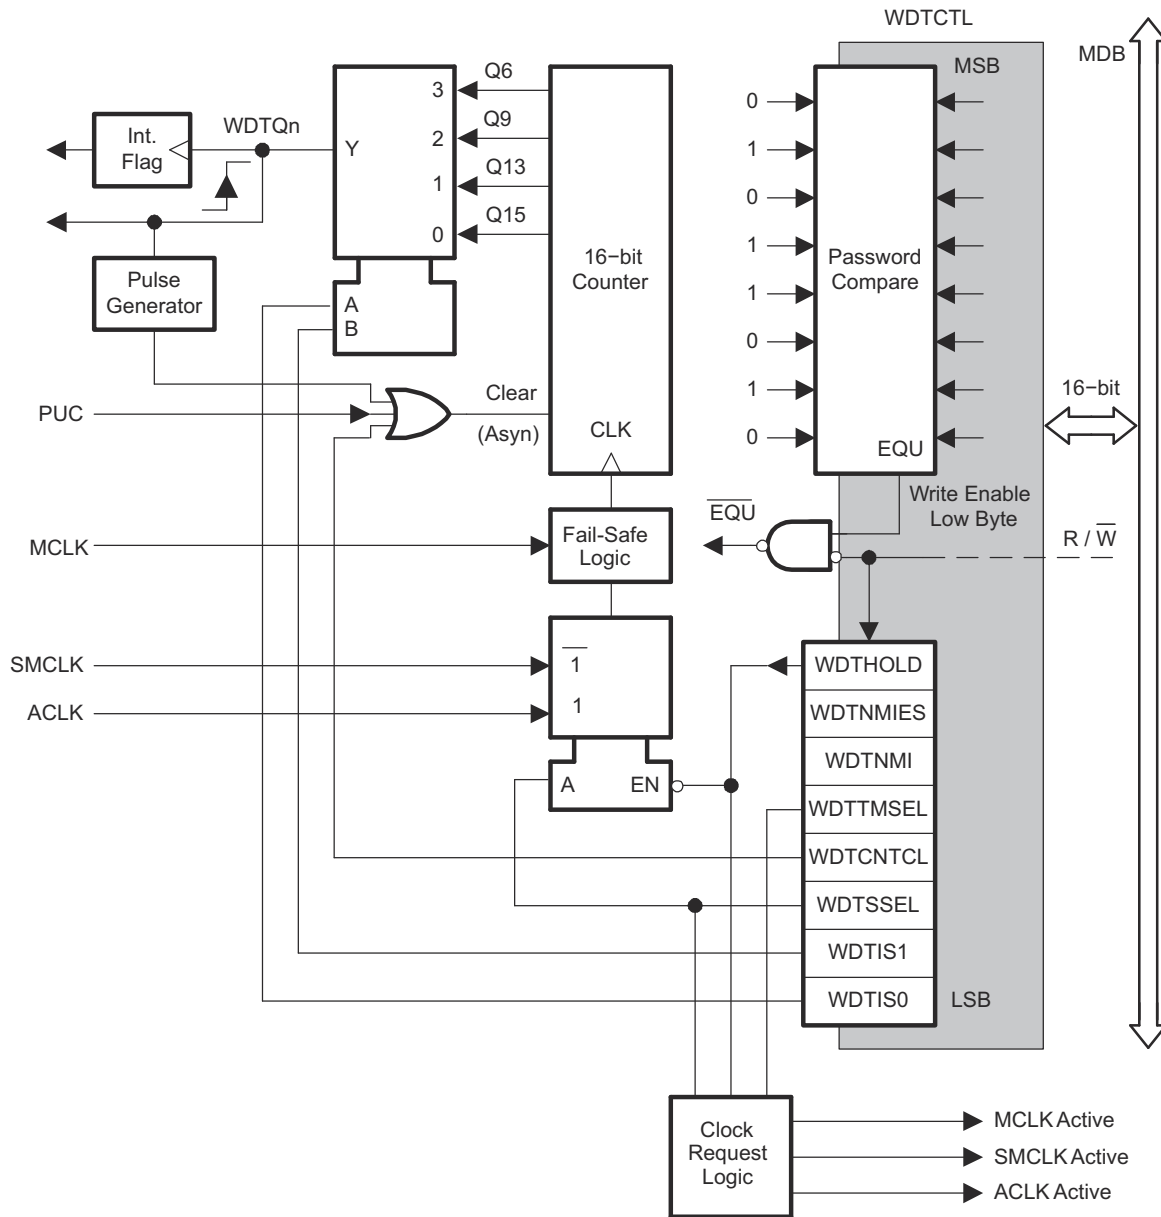 WDTCTL
MDB
MSB
Int.
Flag
WDTQn
Y
3
2
1
0
Q6
Q9
Q13
Q15
16−bit
Counter
0
1
0
1
1
0
1
0
Password
Compare
EQU
Pulse
Generator
A
B
16−bit
PUC
Clear
(Asyn)
CLK
Write Enable
Low Byte
EQU
R / W
MCLK
Fail-Safe
Logic
SMCLK
1
ACLK
1
A
EN
WDTHOLD
WDTNMIES
WDTNMI
WDTTMSEL
WDTCNTCL
WDTSSEL
WDTIS1
WDTIS0
LSB
Clock
Request
Logic
MCLK Active
SMCLK Active
ACLK Active